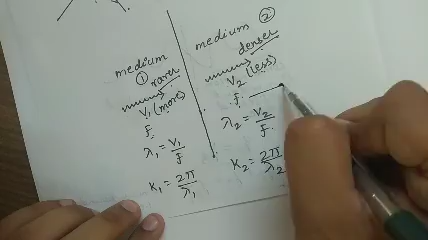 medium ①
rarer
V₁ (more)
f
λ₁ = V₁/f
K₁ = 2π/λ₁
medium ②
denser
V₂ (less)
f
λ₂ = V₂/f
K₂ = 2π/λ₂